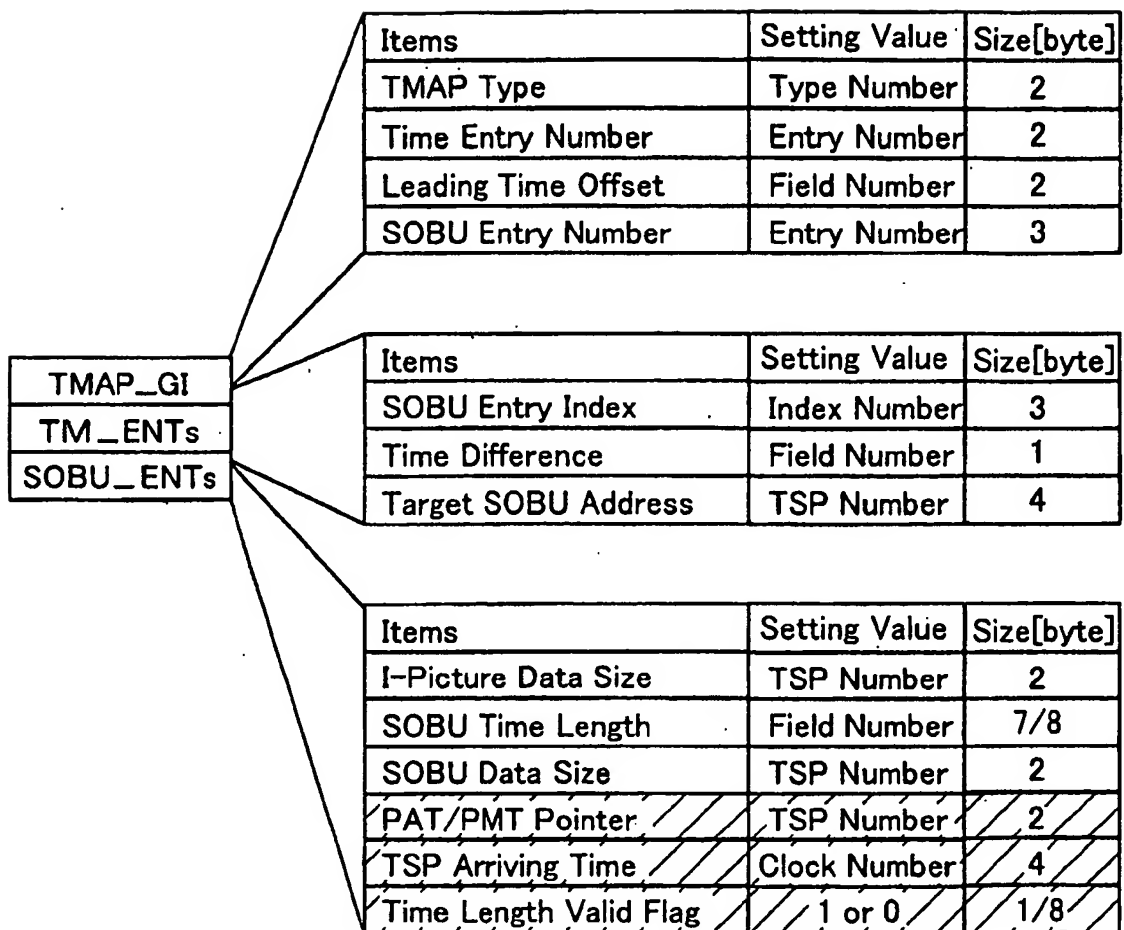 Items Setting Value Size[byte]
TMAP Type Type Number 2
Time Entry Number Entry Number 2
Leading Time Offset Field Number 2
SOBU Entry Number Entry Number 3
TMAP_GI
TM_ENTs
SOBU_ENTs
Items Setting Value Size[byte]
SOBU Entry Index Index Number 3
Time Difference Field Number 1
Target SOBU Address TSP Number 4
Items Setting Value Size[byte]
I-Picture Data Size TSP Number 2
SOBU Time Length Field Number 7/8
SOBU Data Size TSP Number 2
PAT/PMT Pointer TSP Number 2
TSP Arriving Time Clock Number 4
Time Length Valid Flag 1 or 0 1/8